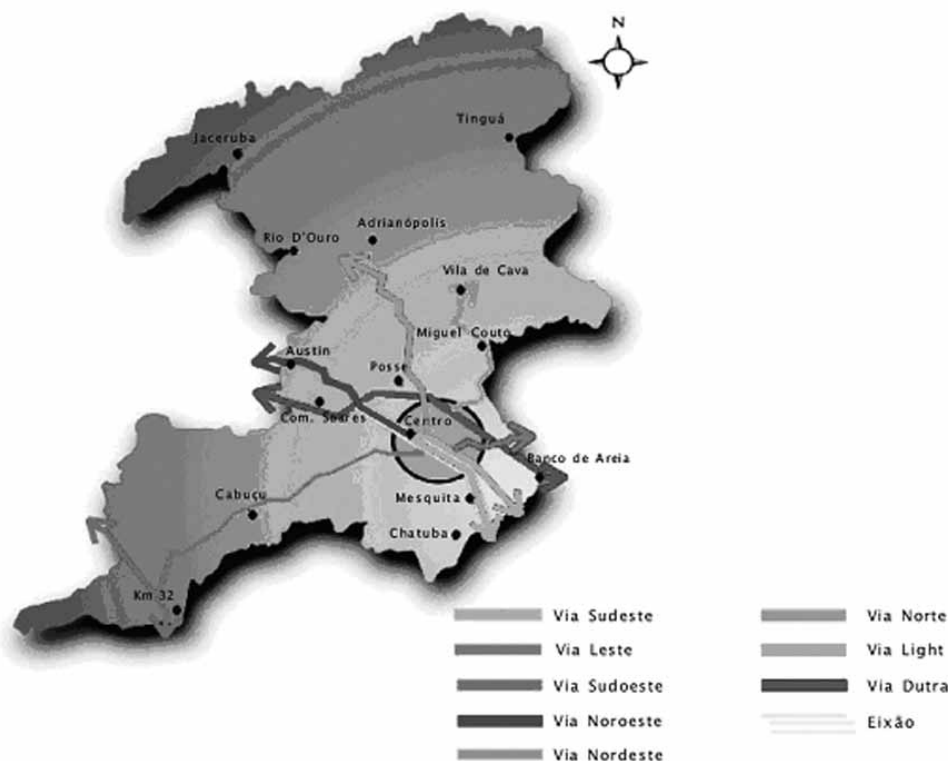 N
Tinguá
Jaceruba
Adrianópolis
Rio D'Ouro
Vila de Cava
Miguel Couto
Austin
Posse
Com. Soares
Centro
Banco de Areia
Cabuçu
Mesquita
Chatuba
Km 32
Via Sudeste
Via Norte
Via Leste
Via Light
Via Sudoeste
Via Dutra
Via Noroeste
Eixão
Via Nordeste